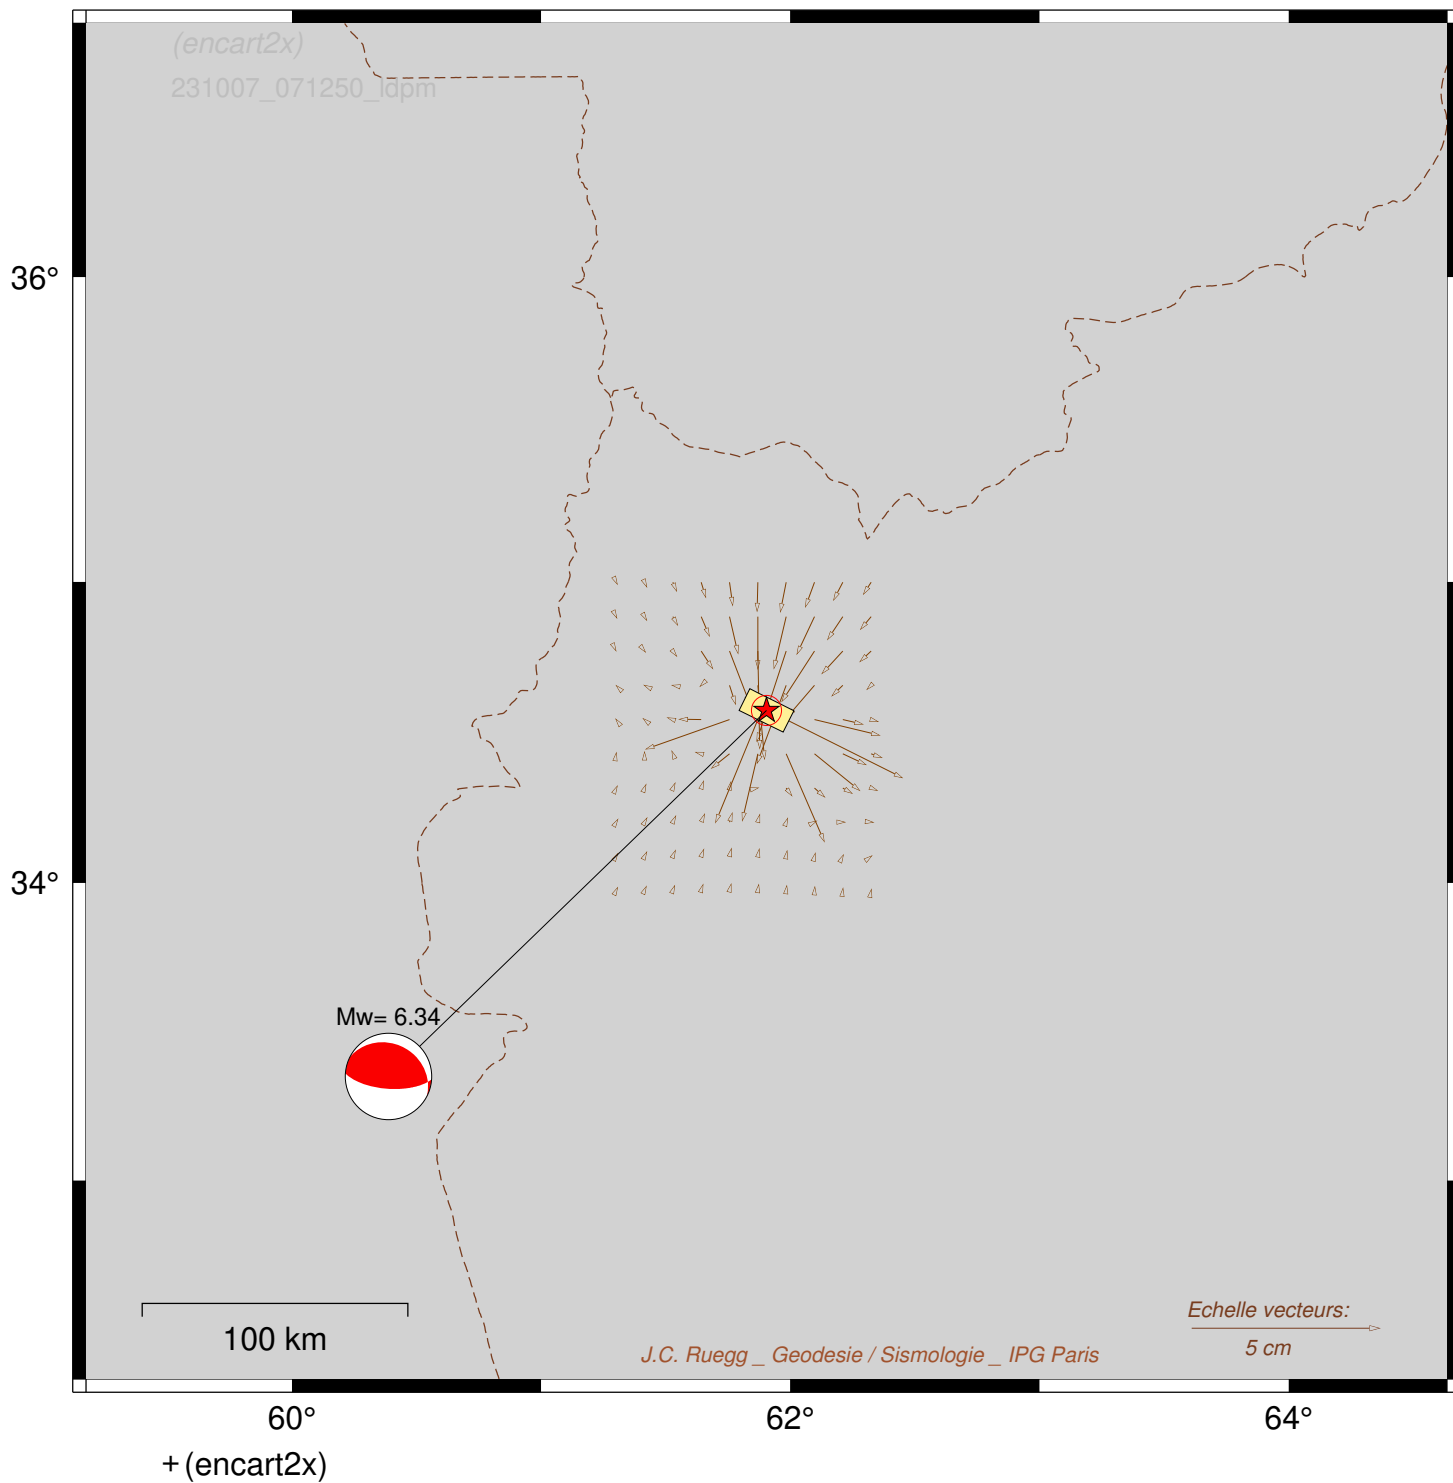 (encart2x)
231007_071250_ldpm
36°
34°
Mw= 6.34
100 km
Echelle vecteurs:
5 cm
J.C. Ruegg _ Geodesie / Sismologie _ IPG Paris
60°
62°
64°
+ (encart2x)